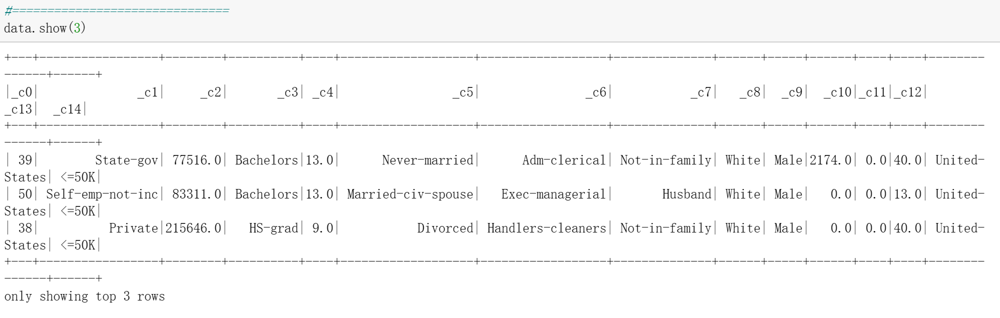 #===============================
data.show(3)
+---+-----------------+--------+----------+----+-------------------+------------------+--------------+------+-----+------+----+----+--------
------+------+
|_c0|              _c1|     _c2|       _c3| _c4|                _c5|               _c6|           _c7|   _c8|  _c9|  _c10|_c11|_c12|
_c13|  _c14|
+---+-----------------+--------+----------+----+-------------------+------------------+--------------+------+-----+------+----+----+--------
------+------+
| 39|        State-gov| 77516.0| Bachelors|13.0|      Never-married|      Adm-clerical| Not-in-family| White| Male|2174.0| 0.0|40.0| United-
States| <=50K|
| 50| Self-emp-not-inc| 83311.0| Bachelors|13.0| Married-civ-spouse|   Exec-managerial|       Husband| White| Male|   0.0| 0.0|13.0| United-
States| <=50K|
| 38|          Private|215646.0|   HS-grad| 9.0|           Divorced| Handlers-cleaners| Not-in-family| White| Male|   0.0| 0.0|40.0| United-
States| <=50K|
+---+-----------------+--------+----------+----+-------------------+------------------+--------------+------+-----+------+----+----+--------
------+------+
only showing top 3 rows